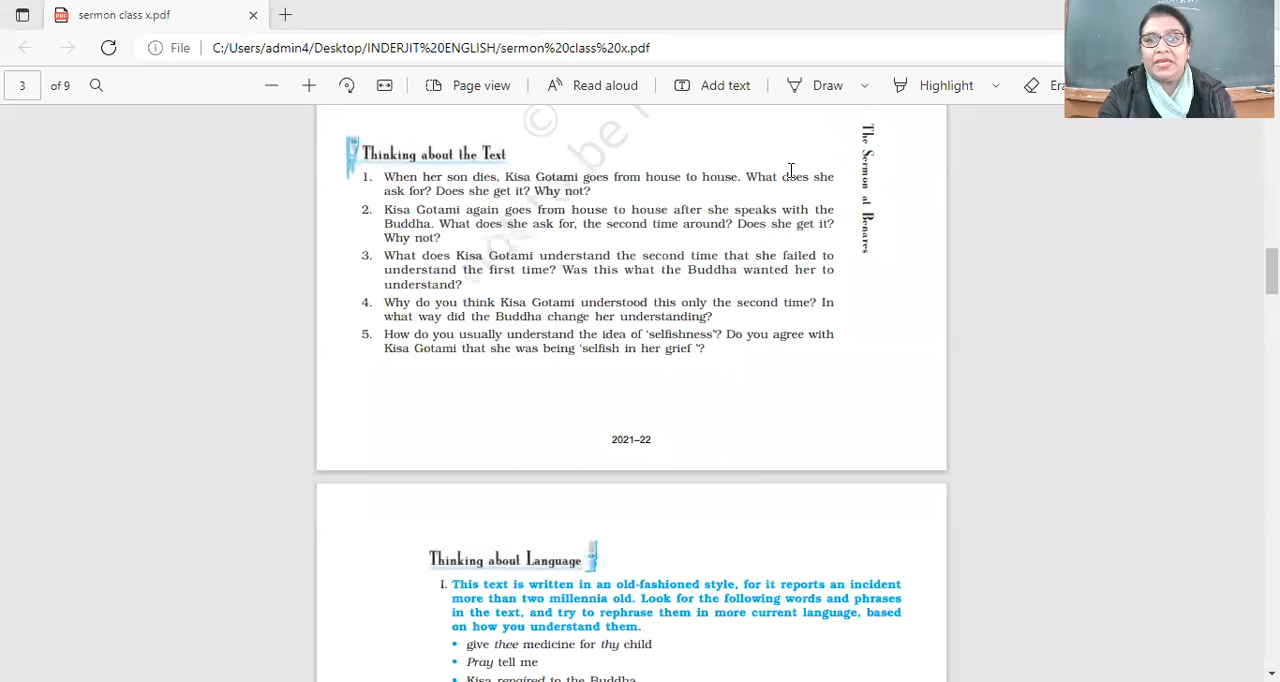 sermon class x.pdf
File
C:/Users/admin4/Desktop/INDERJIT%20ENGLISH/sermon%20class%20x.pdf
3 of 9
Page view
Read aloud
Add text
Draw
Highlight
Era
©
The Sermon at Benares
Thinking about the Text
1. When her son dies, Kisa Gotami goes from house to house. What does she
ask for? Does she get it? Why not?
2. Kisa Gotami again goes from house to house after she speaks with the
Buddha. What does she ask for, the second time around? Does she get it?
Why not?
3. What does Kisa Gotami understand the second time that she failed to
understand the first time? Was this what the Buddha wanted her to
understand?
4. Why do you think Kisa Gotami understood this only the second time? In
what way did the Buddha change her understanding?
5. How do you usually understand the idea of ‘selfishness’? Do you agree with
Kisa Gotami that she was being ‘selfish in her grief ’?
2021–22
Thinking about Language
I. This text is written in an old-fashioned style, for it reports an incident
more than two millennia old. Look for the following words and phrases
in the text, and try to rephrase them in more current language, based
on how you understand them.
• give thee medicine for thy child
• Pray tell me
• Kisa repaired to the Buddha